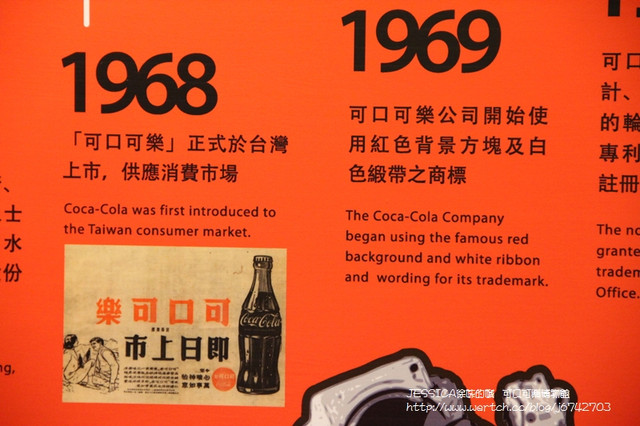 1968
「可口可樂」正式於台灣
上市，供應消費市場
Coca-Cola was first introduced to
the Taiwan consumer market.
樂可口可
市上日即
Coca-Cola
1969
可口可樂公司開始使
用紅色背景方塊及白
色緞帶之商標
The Coca-Cola Company
began using the famous red
background and white ribbon
and wording for its trademark.
可口
計、
的輪
專利
註冊
The no
grante
tradem
Office.
、
士
水
份
ng,
http://www.wertch.cc/blog/j6742703